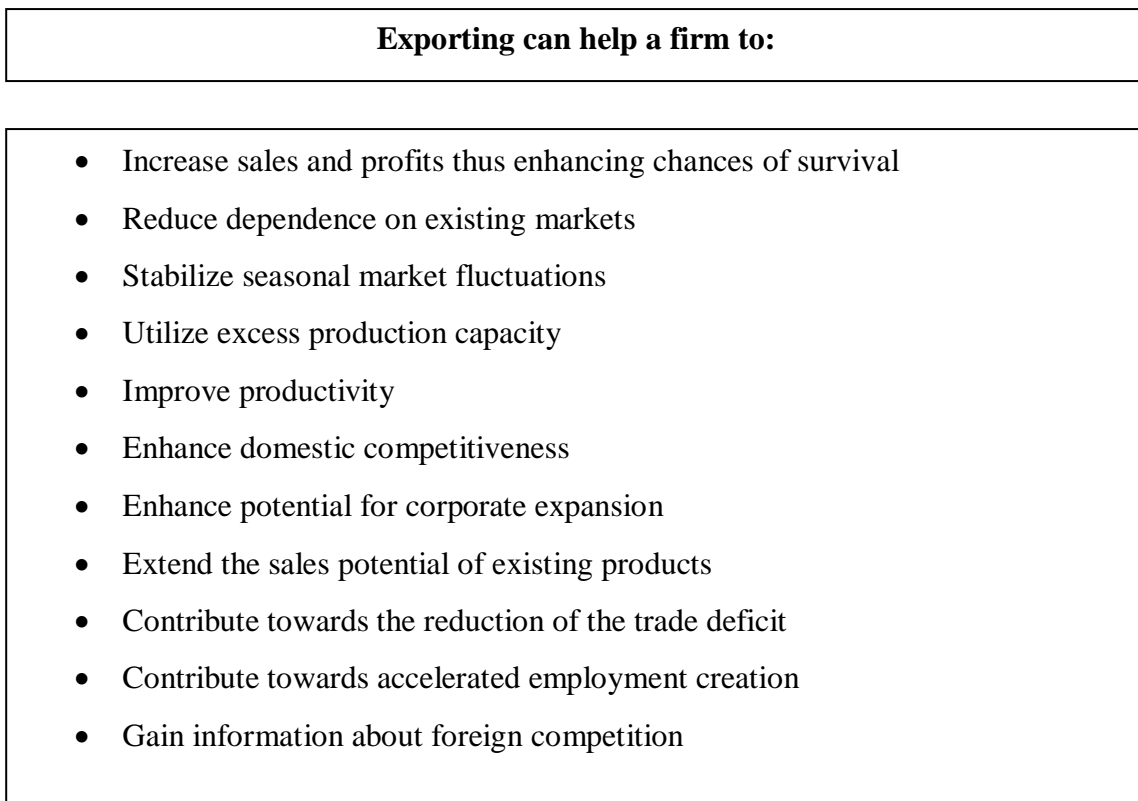 Exporting can help a firm to:
• Increase sales and profits thus enhancing chances of survival
• Reduce dependence on existing markets
• Stabilize seasonal market fluctuations
• Utilize excess production capacity
• Improve productivity
• Enhance domestic competitiveness
• Enhance potential for corporate expansion
• Extend the sales potential of existing products
• Contribute towards the reduction of the trade deficit
• Contribute towards accelerated employment creation
• Gain information about foreign competition